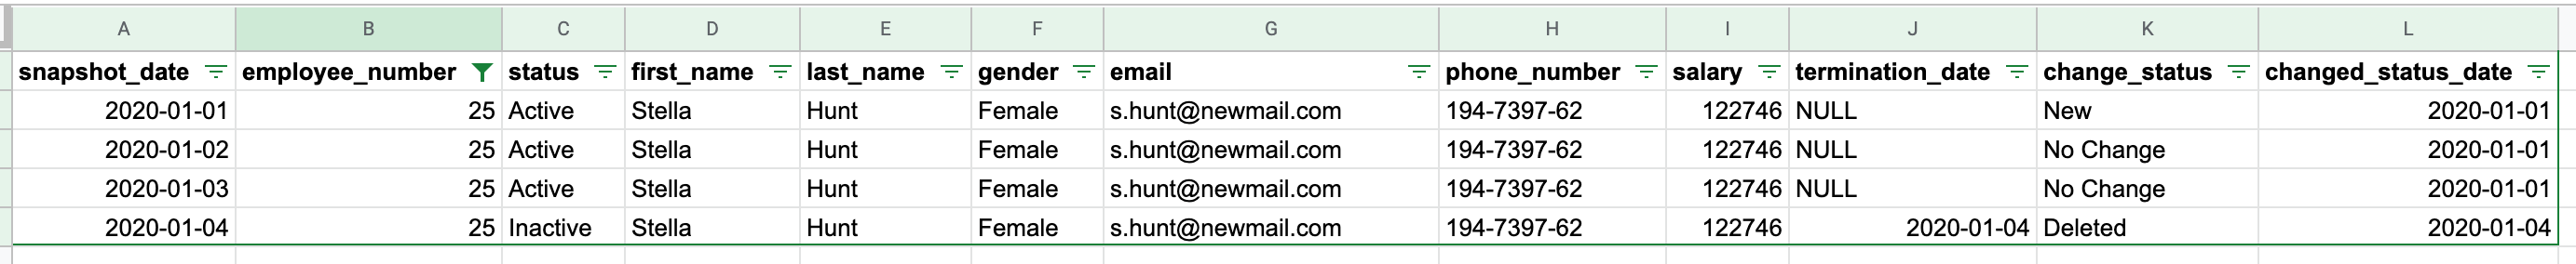 A B C D E F G H I J K L
snapshot_date employee_number status first_name last_name gender email phone_number salary termination_date change_status changed_status_date
2020-01-01 25 Active Stella Hunt Female s.hunt@newmail.com 194-7397-62 122746 NULL New 2020-01-01
2020-01-02 25 Active Stella Hunt Female s.hunt@newmail.com 194-7397-62 122746 NULL No Change 2020-01-01
2020-01-03 25 Active Stella Hunt Female s.hunt@newmail.com 194-7397-62 122746 NULL No Change 2020-01-01
2020-01-04 25 Inactive Stella Hunt Female s.hunt@newmail.com 194-7397-62 122746 2020-01-04 Deleted 2020-01-04